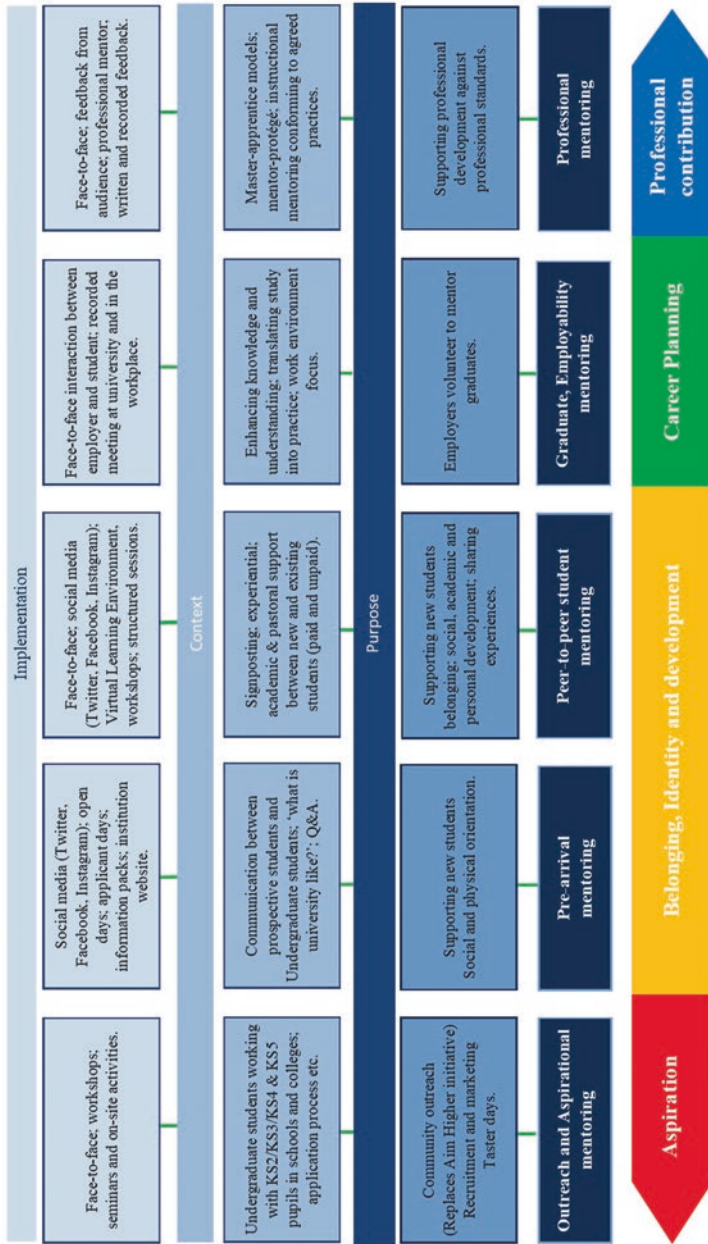 Implementation
Face-to-face; workshops;
seminars and on-site activities.
Social media (Twitter,
Facebook, Instagram); open
days; applicant days;
information packs; institution
website.
Face-to-face; social media
(Twitter, Facebook, Instagram);
Virtual Learning Environment,
workshops; structured sessions.
Face-to-face interaction between
employer and student; recorded
meeting at university and in the
workplace.
Face-to-face; feedback from
audience; professional mentor;
written and recorded feedback.
Context
Undergraduate students working
with KS2/KS3/KS4 & KS5
pupils in schools and colleges;
application process etc.
Communication between
prospective students and
Undergraduate students; ‘what is
university like?’; Q&A.
Signposting; experiential;
academic & pastoral support
between new and existing
students (paid and unpaid).
Enhancing knowledge and
understanding; translating study
into practice; work environment
focus.
Master-apprentice models;
mentor-protégé; instructional
mentoring conforming to agreed
practices.
Purpose
Community outreach
(Replaces Aim Higher initiative)
Recruitment and marketing
Taster days.
Supporting new students
Social and physical orientation.
Supporting new students
belonging; social, academic and
personal development; sharing
experiences.
Employers volunteer to mentor
graduates.
Supporting professional
development against
professional standards.
Outreach and Aspirational
mentoring
Pre-arrival
mentoring
Peer-to-peer student
mentoring
Graduate, Employability
mentoring
Professional
mentoring
Aspiration
Belonging, Identity and development
Career Planning
Professional
contribution